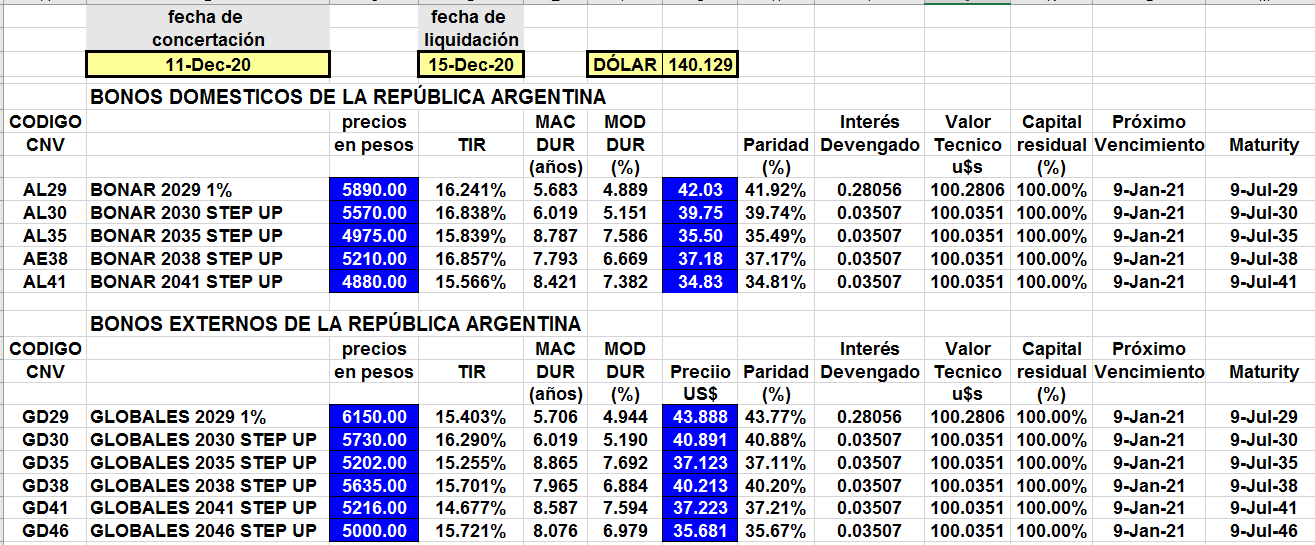 fecha de fecha de
concertación liquidación
11-Dec-20 15-Dec-20 DÓLAR 140.129
BONOS DOMESTICOS DE LA REPÚBLICA ARGENTINA
CODIGO precios MAC MOD Interés Valor Capital Próximo
CNV en pesos TIR DUR DUR Paridad Devengado Tecnico residual Vencimiento Maturity
(años) (%) (%) u$s (%)
AL29 BONAR 2029 1% 5890.00 16.241% 5.683 4.889 42.03 41.92% 0.28056 100.2806 100.00% 9-Jan-21 9-Jul-29
AL30 BONAR 2030 STEP UP 5570.00 16.838% 6.019 5.151 39.75 39.74% 0.03507 100.0351 100.00% 9-Jan-21 9-Jul-30
AL35 BONAR 2035 STEP UP 4975.00 15.839% 8.787 7.586 35.50 35.49% 0.03507 100.0351 100.00% 9-Jan-21 9-Jul-35
AE38 BONAR 2038 STEP UP 5210.00 16.857% 7.793 6.669 37.18 37.17% 0.03507 100.0351 100.00% 9-Jan-21 9-Jul-38
AL41 BONAR 2041 STEP UP 4880.00 15.566% 8.421 7.382 34.83 34.81% 0.03507 100.0351 100.00% 9-Jan-21 9-Jul-41
BONOS EXTERNOS DE LA REPÚBLICA ARGENTINA
CODIGO precios MAC MOD Interés Valor Capital Próximo
CNV en pesos TIR DUR DUR Preciio Paridad Devengado Tecnico residual Vencimiento Maturity
(años) (%) US$ (%) u$s (%)
GD29 GLOBALES 2029 1% 6150.00 15.403% 5.706 4.944 43.888 43.77% 0.28056 100.2806 100.00% 9-Jan-21 9-Jul-29
GD30 GLOBALES 2030 STEP UP 5730.00 16.290% 6.019 5.190 40.891 40.88% 0.03507 100.0351 100.00% 9-Jan-21 9-Jul-30
GD35 GLOBALES 2035 STEP UP 5202.00 15.255% 8.865 7.692 37.123 37.11% 0.03507 100.0351 100.00% 9-Jan-21 9-Jul-35
GD38 GLOBALES 2038 STEP UP 5635.00 15.701% 7.965 6.884 40.213 40.20% 0.03507 100.0351 100.00% 9-Jan-21 9-Jul-38
GD41 GLOBALES 2041 STEP UP 5216.00 14.677% 8.587 7.594 37.223 37.21% 0.03507 100.0351 100.00% 9-Jan-21 9-Jul-41
GD46 GLOBALES 2046 STEP UP 5000.00 15.721% 8.076 6.979 35.681 35.67% 0.03507 100.0351 100.00% 9-Jan-21 9-Jul-46